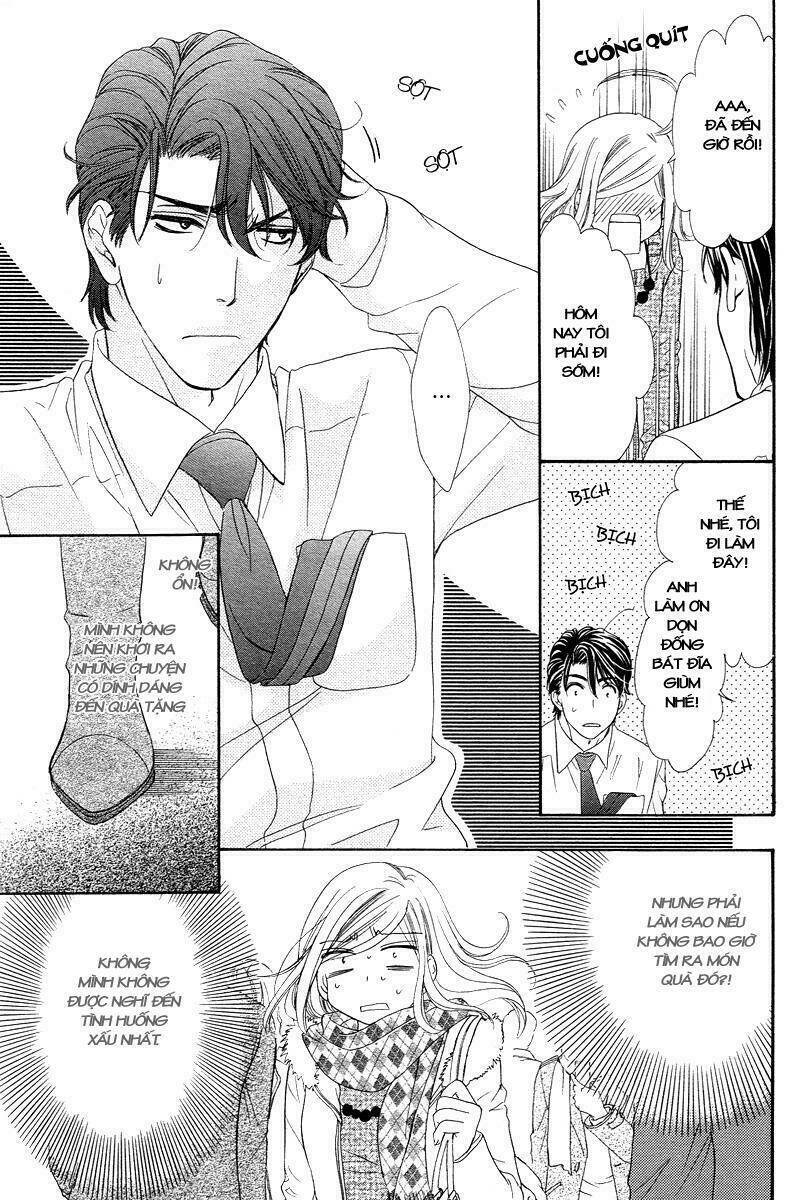 CUỐNG QUÍT
AAA,
ĐÃ ĐẾN
GIỜ RỒI!
HÔM
NAY TÔI
PHẢI ĐI
SỚM!
THẾ
NHÉ, TÔI
ĐI LÀM
ĐÂY!
ANH
LÀM ƠN
DỌN
ĐỐNG
BÁT ĐĨA
GIÙM
NHÉ!
BỊCH
BỊCH
BỊCH
BỊCH
SỘT
SỘT
...
KHÔNG
ỔN!
MÌNH KHÔNG
NÊN KHƠI RA
NHỮNG CHUYỆN
CÓ DÍNH DÁNG
ĐẾN QUÀ TẶNG
NHƯNG PHẢI
LÀM SAO NẾU
KHÔNG BAO GIỜ
TÌM RA MÓN
QUÀ ĐÓ?!
KHÔNG,
MÌNH KHÔNG
ĐƯỢC NGHĨ ĐẾN
TÌNH HUỐNG
XẤU NHẤT.